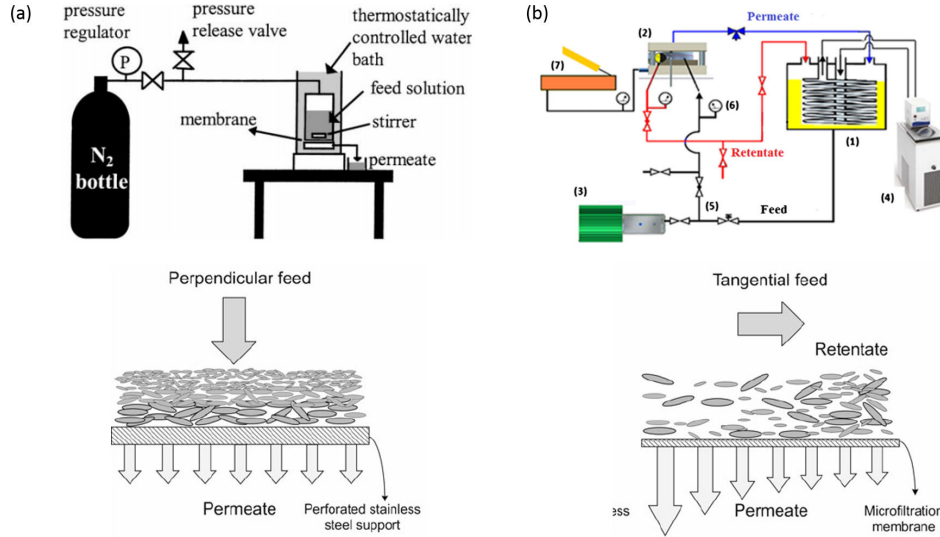 (a)
pressure
regulator
pressure
release valve
thermostatically
controlled water
bath
feed solution
P
membrane
stirrer
permeate
N2
bottle
Perpendicular feed
Permeate
Perforated stainless
steel support
(b)
Permeate
(2)
(7)
(6)
(1)
Retentate
(4)
(3)
(5)
Feed
Tangential feed
Retentate
ess
Permeate
Microfiltration
membrane